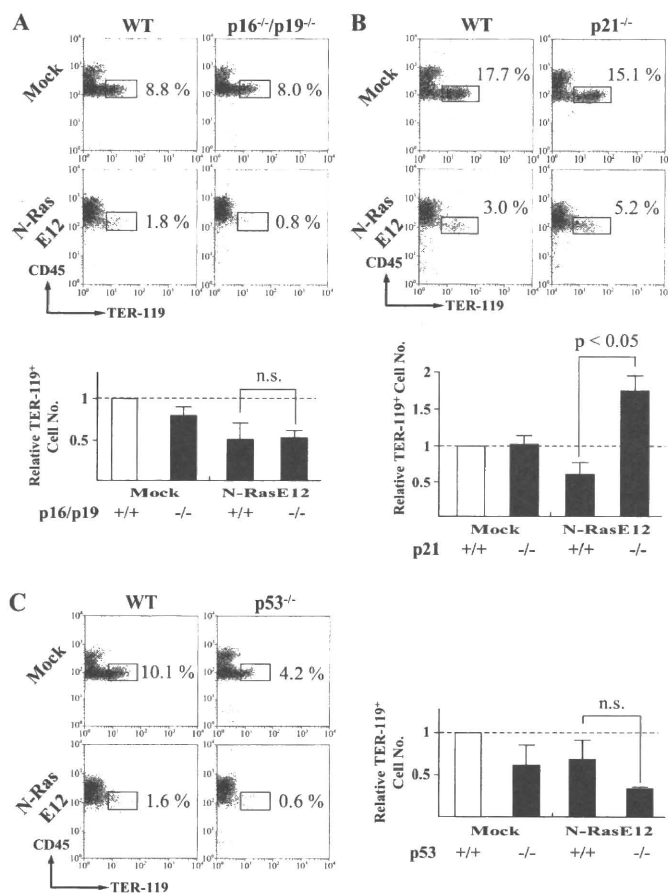 A
WT
p16-/-/p19-/-
Mock
8.8 %
8.0 %
N-Ras
E12
1.8 %
0.8 %
CD45
TER-119
Relative TER-119+
Cell No.
1
0.5
n.s.
Mock
N-RasE12
p16/p19
+/+
-/-
+/+
-/-
B
WT
p21-/-
Mock
17.7 %
15.1 %
N-Ras
E12
3.0 %
5.2 %
CD45
TER-119
Relative TER-119+ Cell No.
2
1.5
1
0.5
p < 0.05
Mock
N-RasE12
p21
+/+
-/-
+/+
-/-
C
WT
p53-/-
Mock
10.1 %
4.2 %
N-Ras
E12
1.6 %
0.6 %
CD45
TER-119
Relative TER-119+
Cell No.
1
0.5
n.s.
Mock
N-RasE12
p53
+/+
-/-
+/+
-/-